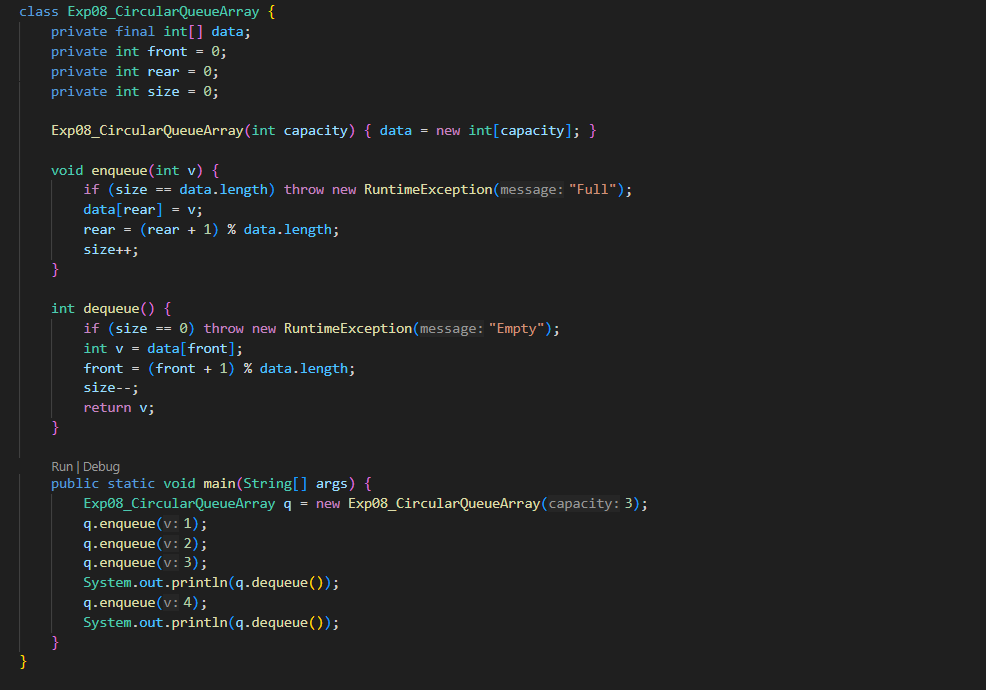 class Exp08_CircularQueueArray {
    private final int[] data;
    private int front = 0;
    private int rear = 0;
    private int size = 0;

    Exp08_CircularQueueArray(int capacity) { data = new int[capacity]; }

    void enqueue(int v) {
        if (size == data.length) throw new RuntimeException(message: "Full");
        data[rear] = v;
        rear = (rear + 1) % data.length;
        size++;
    }

    int dequeue() {
        if (size == 0) throw new RuntimeException(message: "Empty");
        int v = data[front];
        front = (front + 1) % data.length;
        size--;
        return v;
    }

    Run | Debug
    public static void main(String[] args) {
        Exp08_CircularQueueArray q = new Exp08_CircularQueueArray(capacity: 3);
        q.enqueue(v: 1);
        q.enqueue(v: 2);
        q.enqueue(v: 3);
        System.out.println(q.dequeue());
        q.enqueue(v: 4);
        System.out.println(q.dequeue());
    }
}